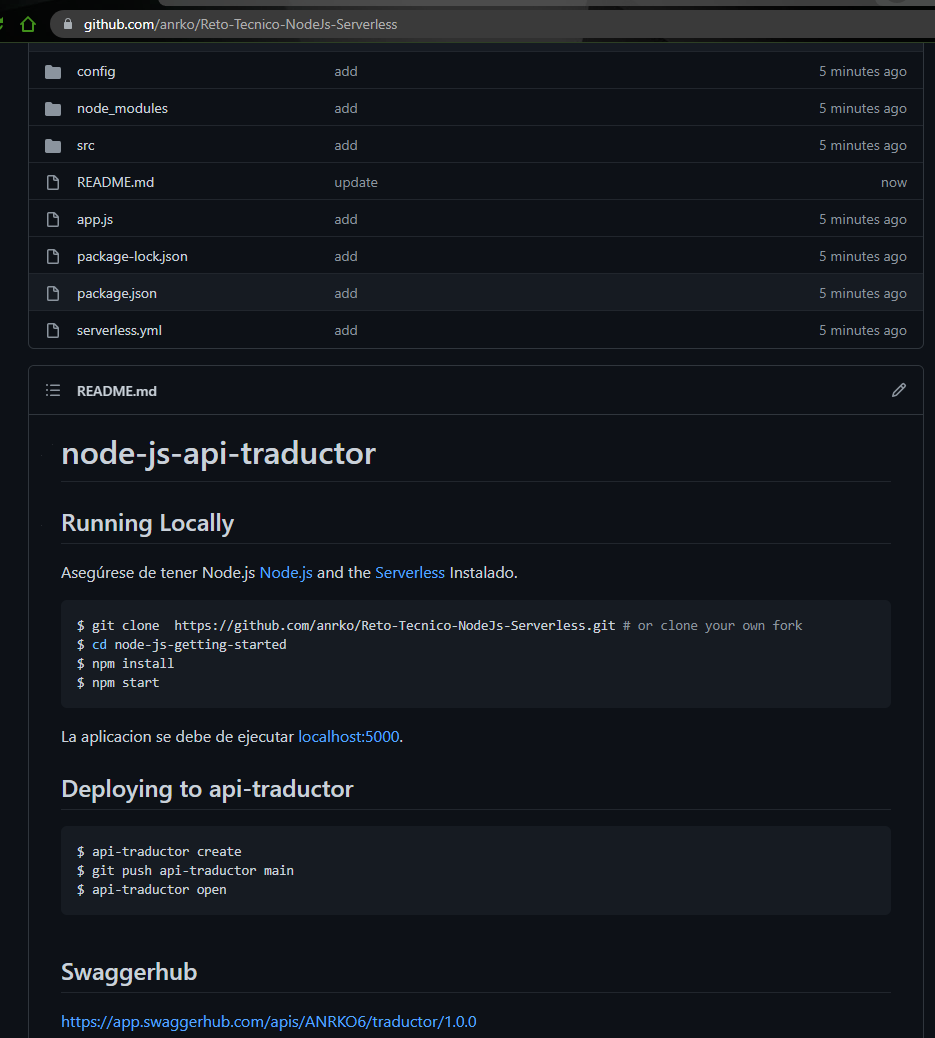 github.com/anrko/Reto-Tecnico-NodeJs-Serverless
config add 5 minutes ago
node_modules add 5 minutes ago
src add 5 minutes ago
README.md update now
app.js add 5 minutes ago
package-lock.json add 5 minutes ago
package.json add 5 minutes ago
serverless.yml add 5 minutes ago
README.md
node-js-api-traductor
Running Locally
Asegúrese de tener Node.js Node.js and the Serverless Instalado.
$ git clone  https://github.com/anrko/Reto-Tecnico-NodeJs-Serverless.git # or clone your own fork
$ cd node-js-getting-started
$ npm install
$ npm start
La aplicacion se debe de ejecutar localhost:5000.
Deploying to api-traductor
$ api-traductor create
$ git push api-traductor main
$ api-traductor open
Swaggerhub
https://app.swaggerhub.com/apis/ANRKO6/traductor/1.0.0